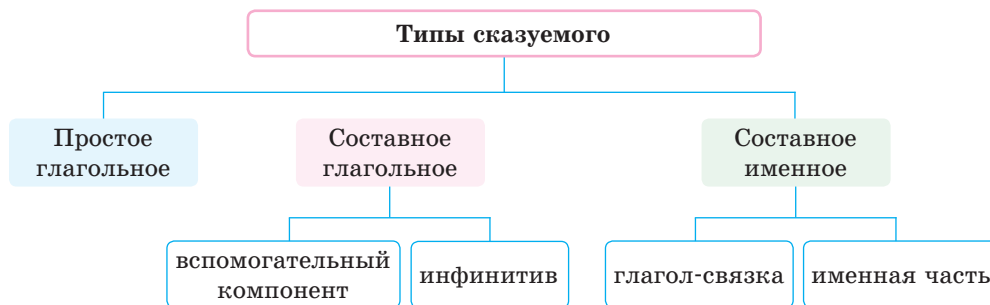 Типы сказуемого
Простое
глагольное
Составное
глагольное
Составное
именное
вспомогательный
компонент
инфинитив
глагол-связка
именная часть